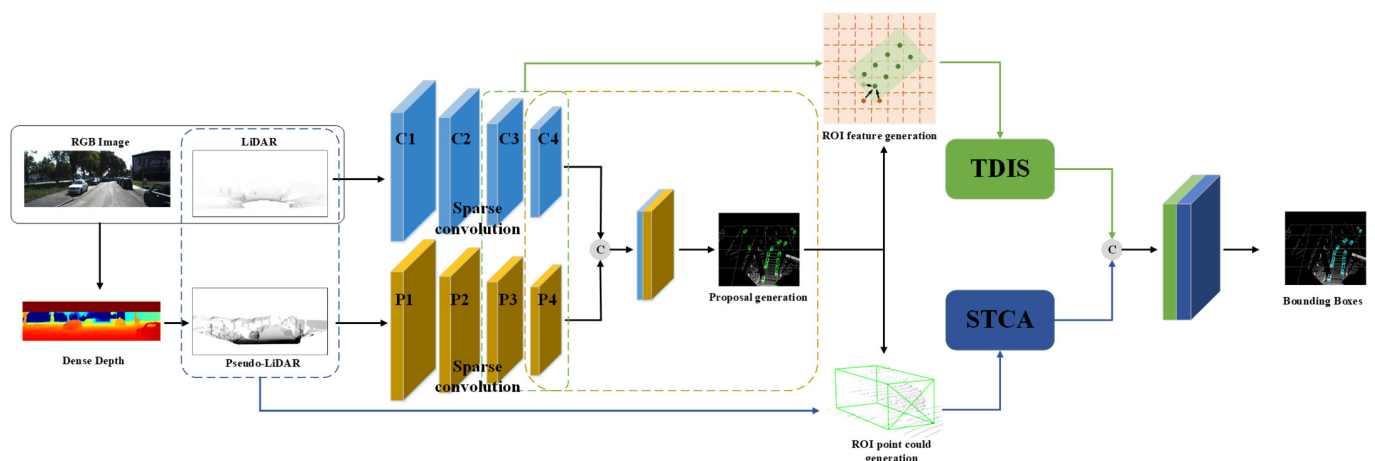 RGB Image
LiDAR
Dense Depth
Pseudo-LiDAR
C1
C2
C3
C4
Sparse
convolution
P1
P2
P3
P4
Sparse
convolution
C
Proposal generation
ROI feature generation
ROI point could
generation
TDIS
STCA
C
Bounding Boxes